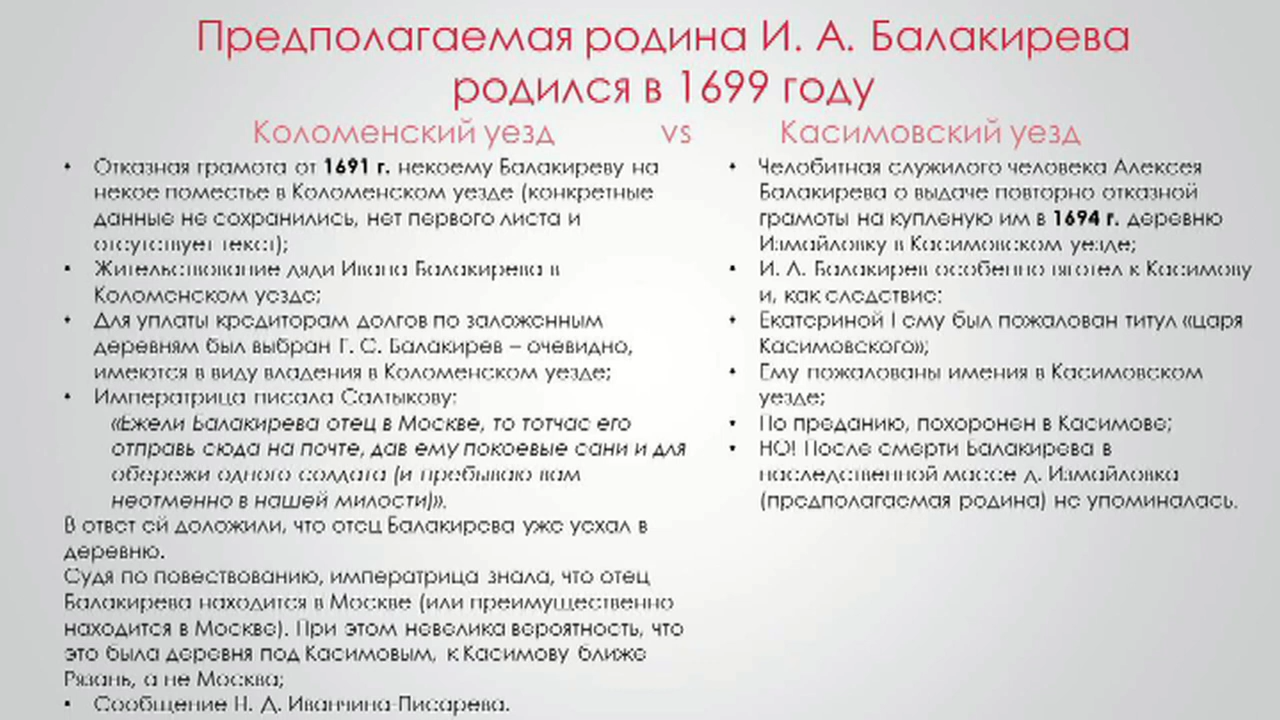 Предполагаемая родина И. А. Балакирева
родился в 1699 году
Коломенский уезд vs Касимовский уезд
• Отказная грамота от 1691 г. некоему Балакиреву на
некое поместье в Коломенском уезде (конкретные
данные не сохранились, нет первого листа и
отсутствует текст);
• Жительствование дяди Ивана Балакирева в
Коломенском уезде;
• Для уплаты кредиторам долгов по заложенным
деревням был выбран Г. С. Балакирев – очевидно,
имеются в виду владения в Коломенском уезде;
• Императрица писала Салтыкову:
«Ежели Балакирева отец в Москве, то тотчас его
отправь сюда на почте, дав ему покоевые сани и для
обережи одного солдата (и пребываю вам
неотменно в нашей милости)».
В ответ ей доложили, что отец Балакирева уже уехал в
деревню.
Судя по повествованию, императрица знала, что отец
Балакирева находится в Москве (или преимущественно
находится в Москве). При этом невелика вероятность, что
это была деревня под Касимовым, к Касимову ближе
Рязань, а не Москва;
• Сообщение Н. Д. Иванчина-Писарева.
• Челобитная служилого человека Алексея
Балакирева о выдаче повторно отказной
грамоты на купленую им в 1694 г. деревню
Измайловку в Касимовском уезде;
• И. А. Балакирев особенно тяготел к Касимову
и, как следствие:
• Екатериной I ему был пожалован титул «царя
Касимовского»;
• Ему пожалованы имения в Касимовском
уезде;
• По преданию, похоронен в Касимове;
• НО! После смерти Балакирева в
наследственной массе д. Измайловка
(предполагаемая родина) не упоминалась.